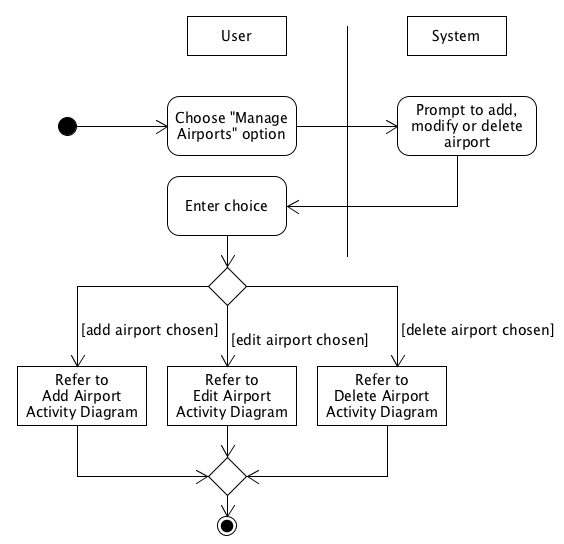 User
System
Choose "Manage
Airports" option
Prompt to add,
modify or delete
airport
Enter choice
[add airport chosen]
[edit airport chosen]
[delete airport chosen]
Refer to
Add Airport
Activity Diagram
Refer to
Edit Airport
Activity Diagram
Refer to
Delete Airport
Activity Diagram